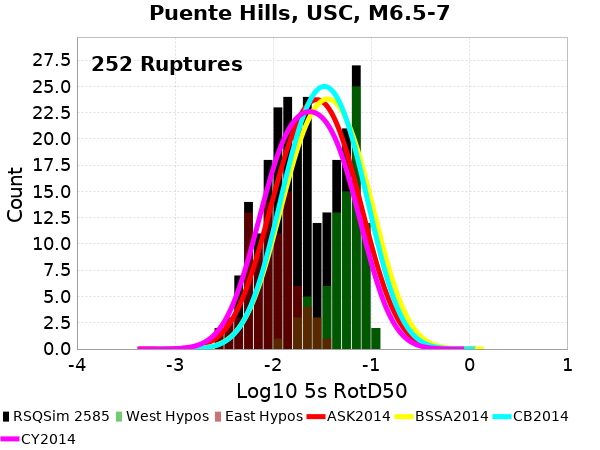 Puente Hills, USC, M6.5-7
252 Ruptures
27.5
25.0
22.5
20.0
17.5
15.0
12.5
10.0
7.5
5.0
2.5
0.0
Count
-4 -3 -2 -1 0 1
Log10 5s RotD50
RSQSim 2585 West Hypos East Hypos ASK2014 BSSA2014 CB2014
CY2014